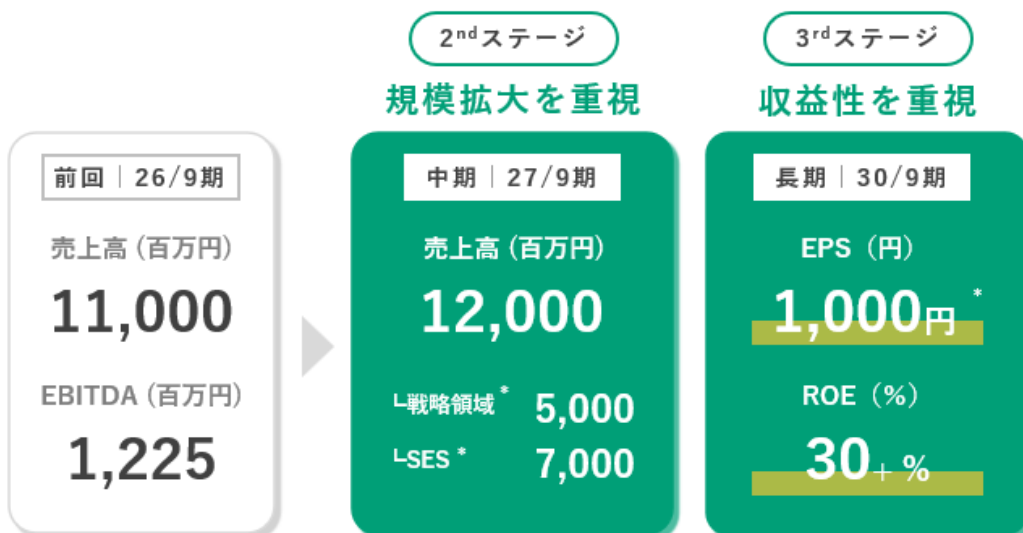 前回｜26/9期
売上高（百万円）
11,000
EBITDA（百万円）
1,225
2ndステージ
規模拡大を重視
中期｜27/9期
売上高（百万円）
12,000
┗戦略領域* 5,000
┗SES* 7,000
3rdステージ
収益性を重視
長期｜30/9期
EPS（円）
1,000円*
ROE（%）
30+ %